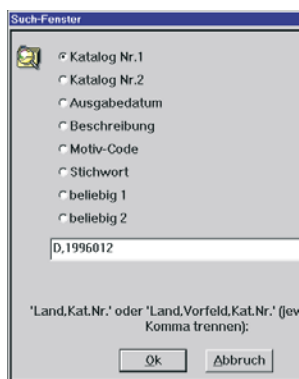 Such-Fenster
Katalog Nr.1
Katalog Nr.2
Ausgabedatum
Beschreibung
Motiv-Code
Stichwort
beliebig 1
beliebig 2
D,1996012
'Land,Kat.Nr.' oder 'Land,Vorfeld,Kat.Nr.' (jew
Komma trennen):
Ok Abbruch